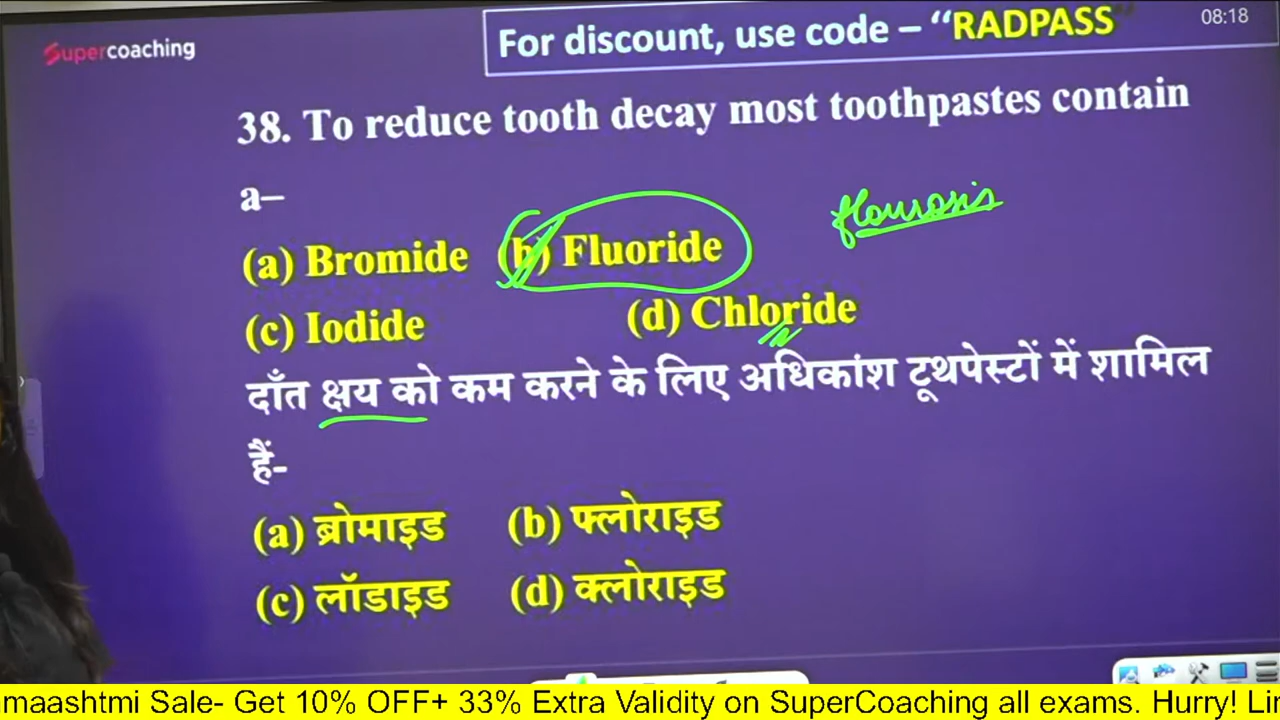 Supercoaching
For discount, use code – “RADPASS”
08:18
38. To reduce tooth decay most toothpastes contain
a–
flourosis
(a) Bromide (b) Fluoride
(c) Iodide (d) Chloride
दाँत क्षय को कम करने के लिए अधिकांश टूथपेस्टों में शामिल
हैं-
(a) ब्रोमाइड (b) फ्लोराइड
(c) लॉडाइड (d) क्लोराइड
maashtmi Sale- Get 10% OFF+ 33% Extra Validity on SuperCoaching all exams. Hurry! Li